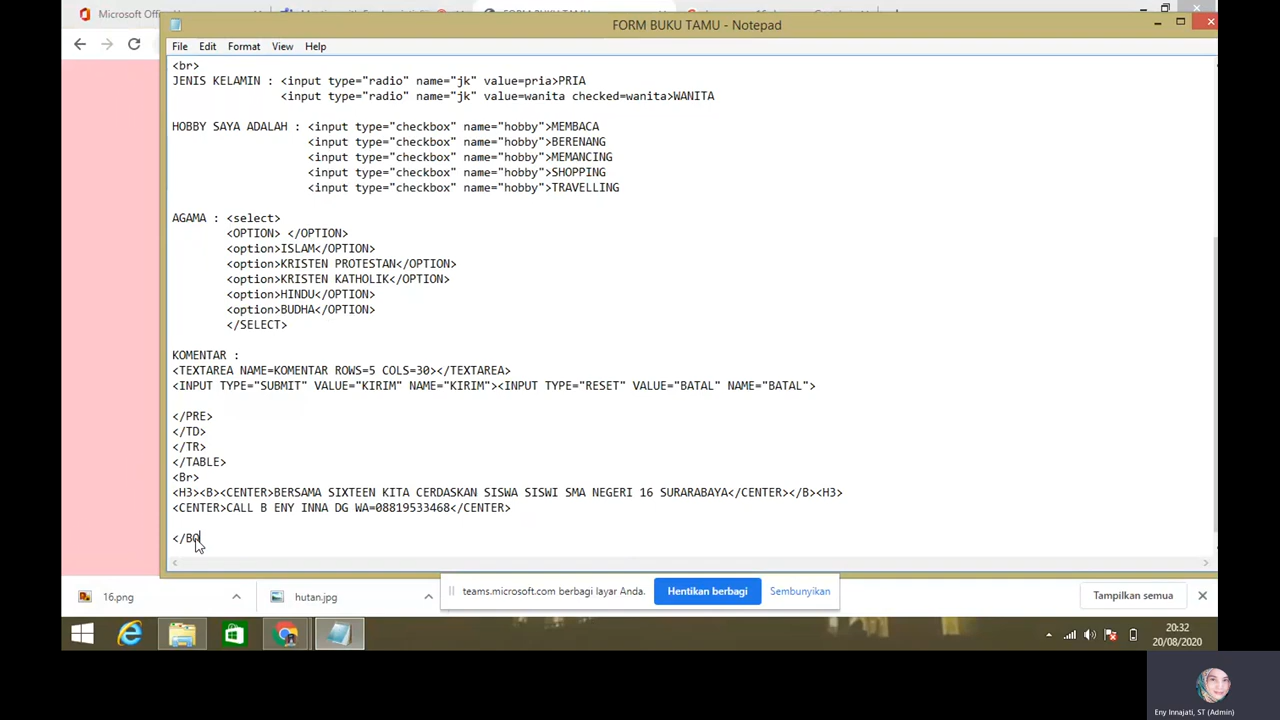 Microsoft Off
FORM BUKU TAMU - Notepad
File Edit Format View Help
<br>
JENIS KELAMIN : <input type="radio" name="jk" value=pria>PRIA
<input type="radio" name="jk" value=wanita checked=wanita>WANITA
HOBBY SAYA ADALAH : <input type="checkbox" name="hobby">MEMBACA
<input type="checkbox" name="hobby">BERENANG
<input type="checkbox" name="hobby">MEMANCING
<input type="checkbox" name="hobby">SHOPPING
<input type="checkbox" name="hobby">TRAVELLING
AGAMA : <select>
<OPTION> </OPTION>
<option>ISLAM</OPTION>
<option>KRISTEN PROTESTAN</OPTION>
<option>KRISTEN KATHOLIK</OPTION>
<option>HINDU</OPTION>
<option>BUDHA</OPTION>
</SELECT>
KOMENTAR :
<TEXTAREA NAME=KOMENTAR ROWS=5 COLS=30></TEXTAREA>
<INPUT TYPE="SUBMIT" VALUE="KIRIM" NAME="KIRIM"><INPUT TYPE="RESET" VALUE="BATAL" NAME="BATAL">
</PRE>
</TD>
</TR>
</TABLE>
<Br>
<H3><B><CENTER>BERSAMA SIXTEEN KITA CERDASKAN SISWA SISWI SMA NEGERI 16 SURARABAYA</CENTER></B><H3>
<CENTER>CALL B ENY INNA DG WA=08819533468</CENTER>
</BO
teams.microsoft.com berbagi layar Anda. Hentikan berbagi Sembunyikan
16.png hutan.jpg Tampilkan semua
20:32
20/08/2020
Eny Innajati, ST (Admin)